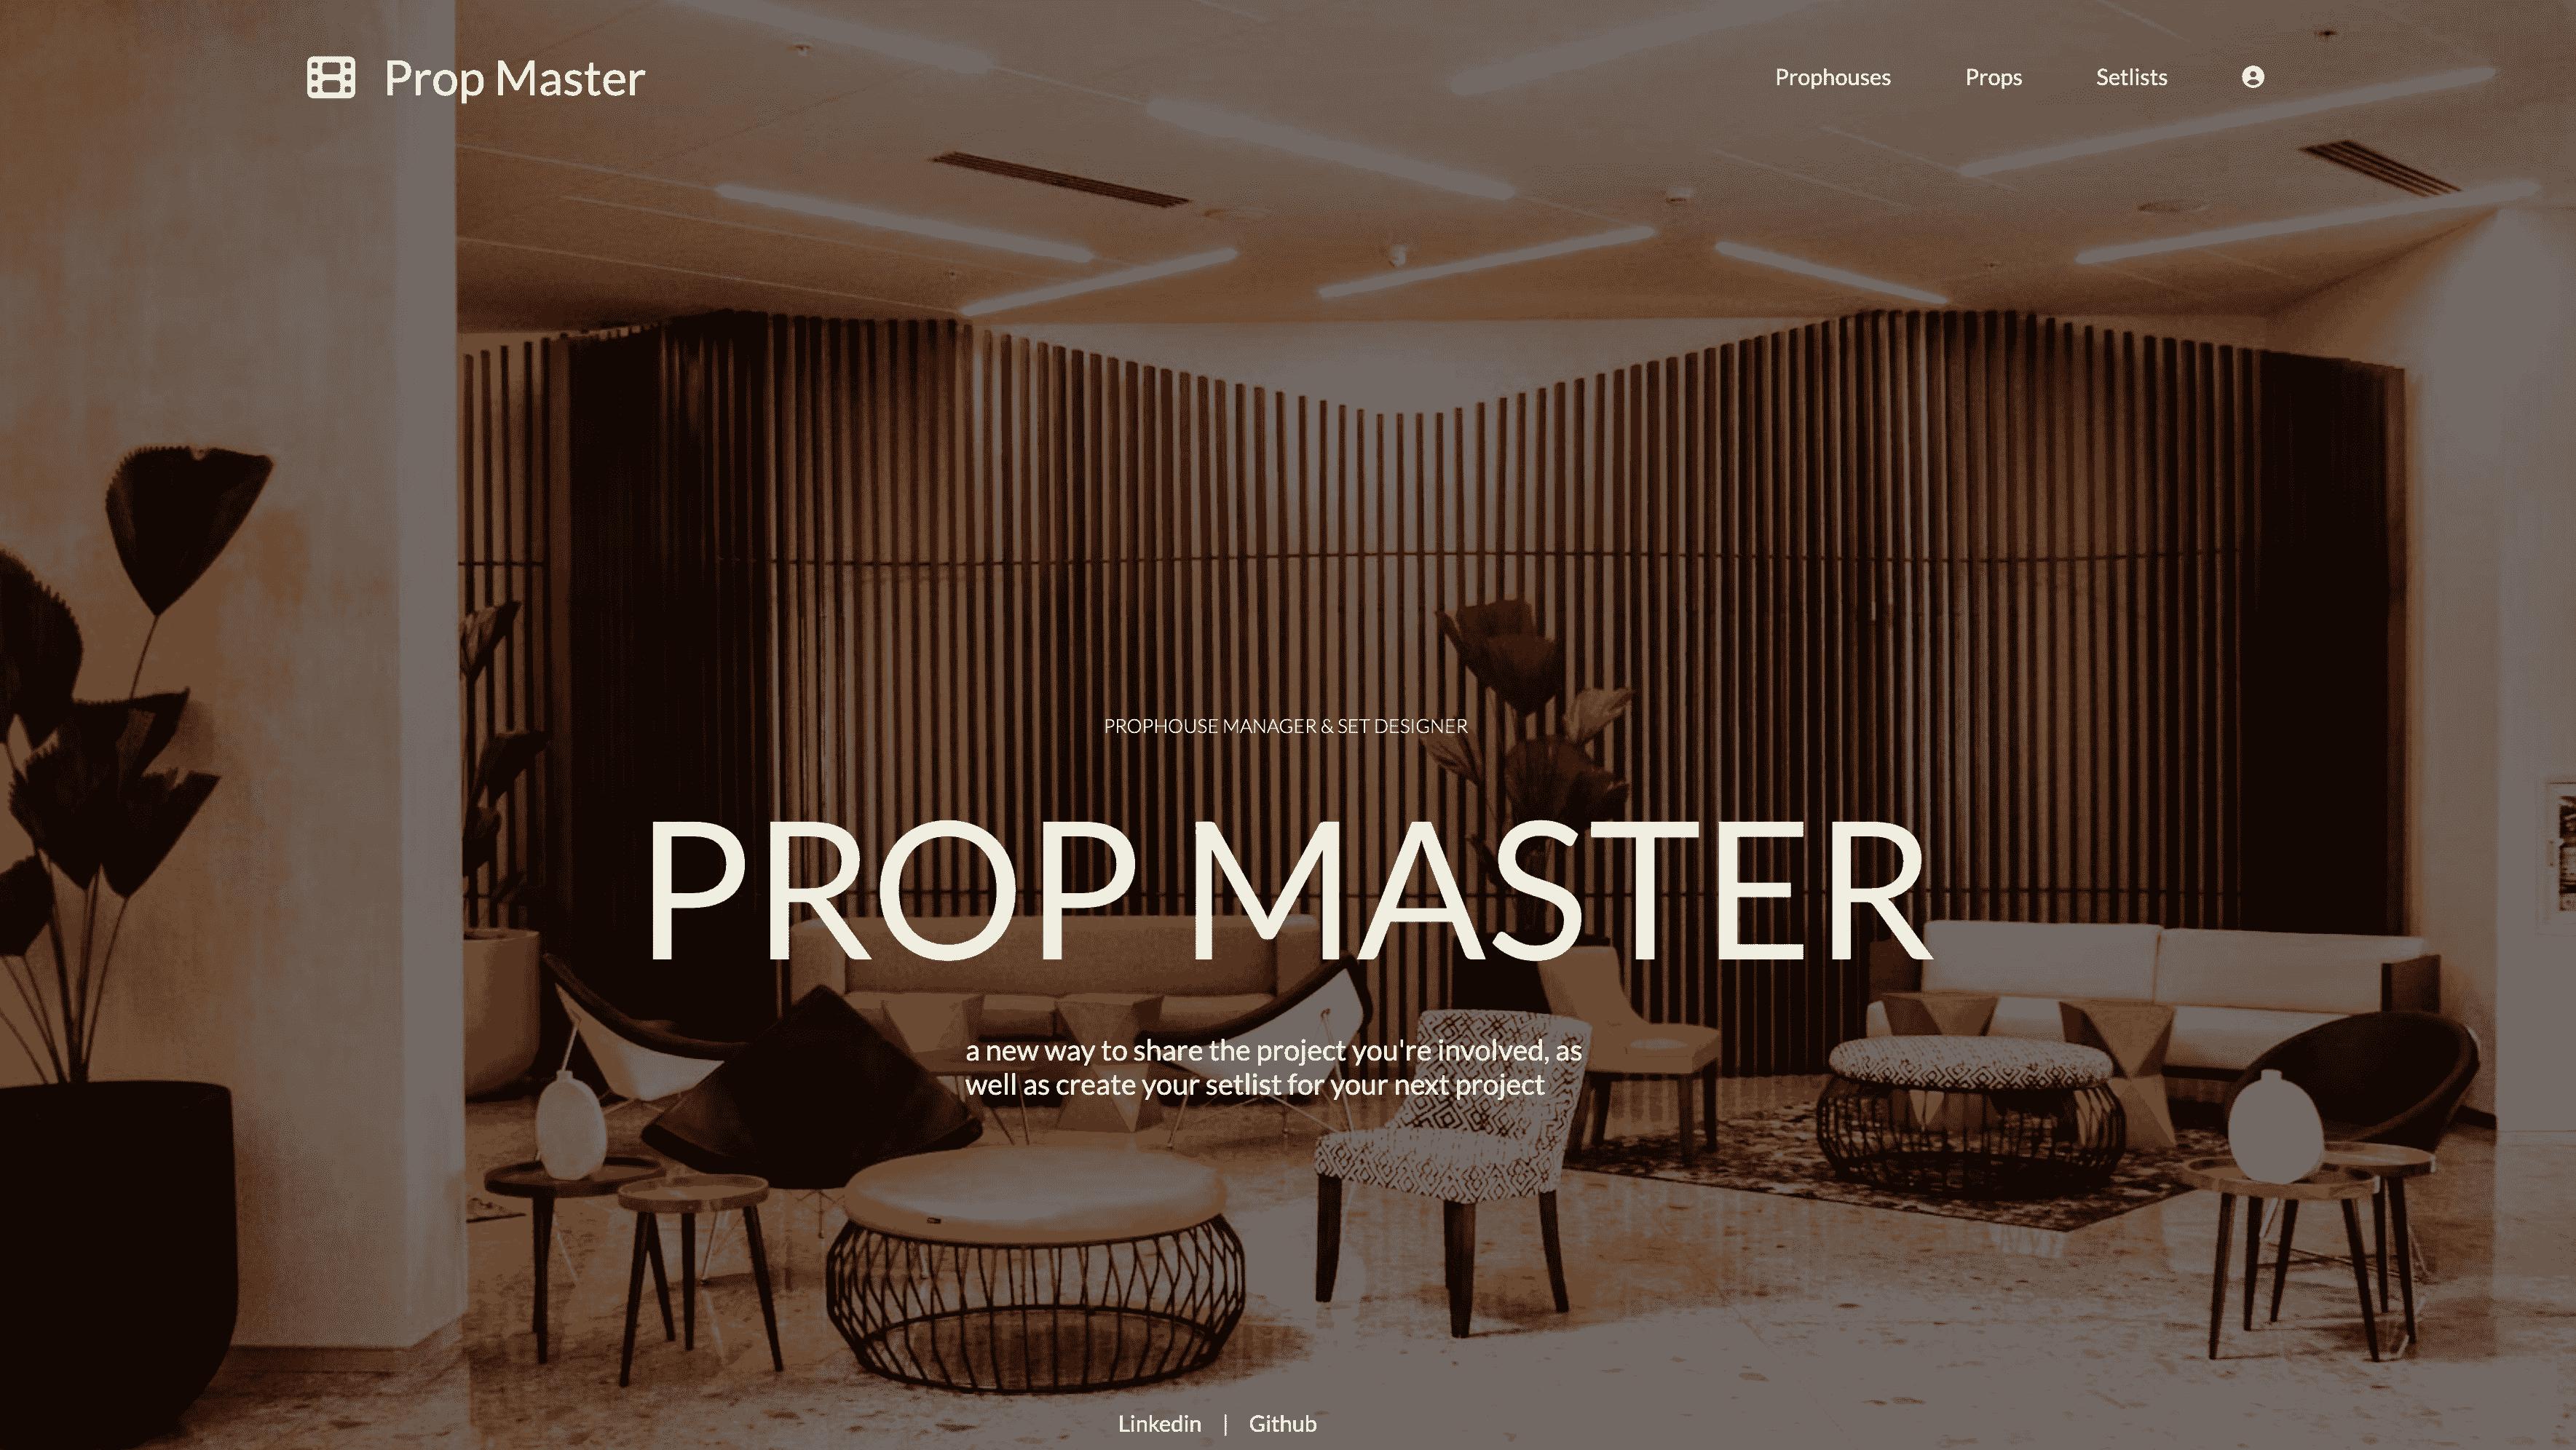 Prop Master
Prophouses
Props
Setlists
PROPHOUSE MANAGER & SET DESIGNER
PROP MASTER
a new way to share the project you're involved, as
well as create your setlist for your next project
Linkedin | Github